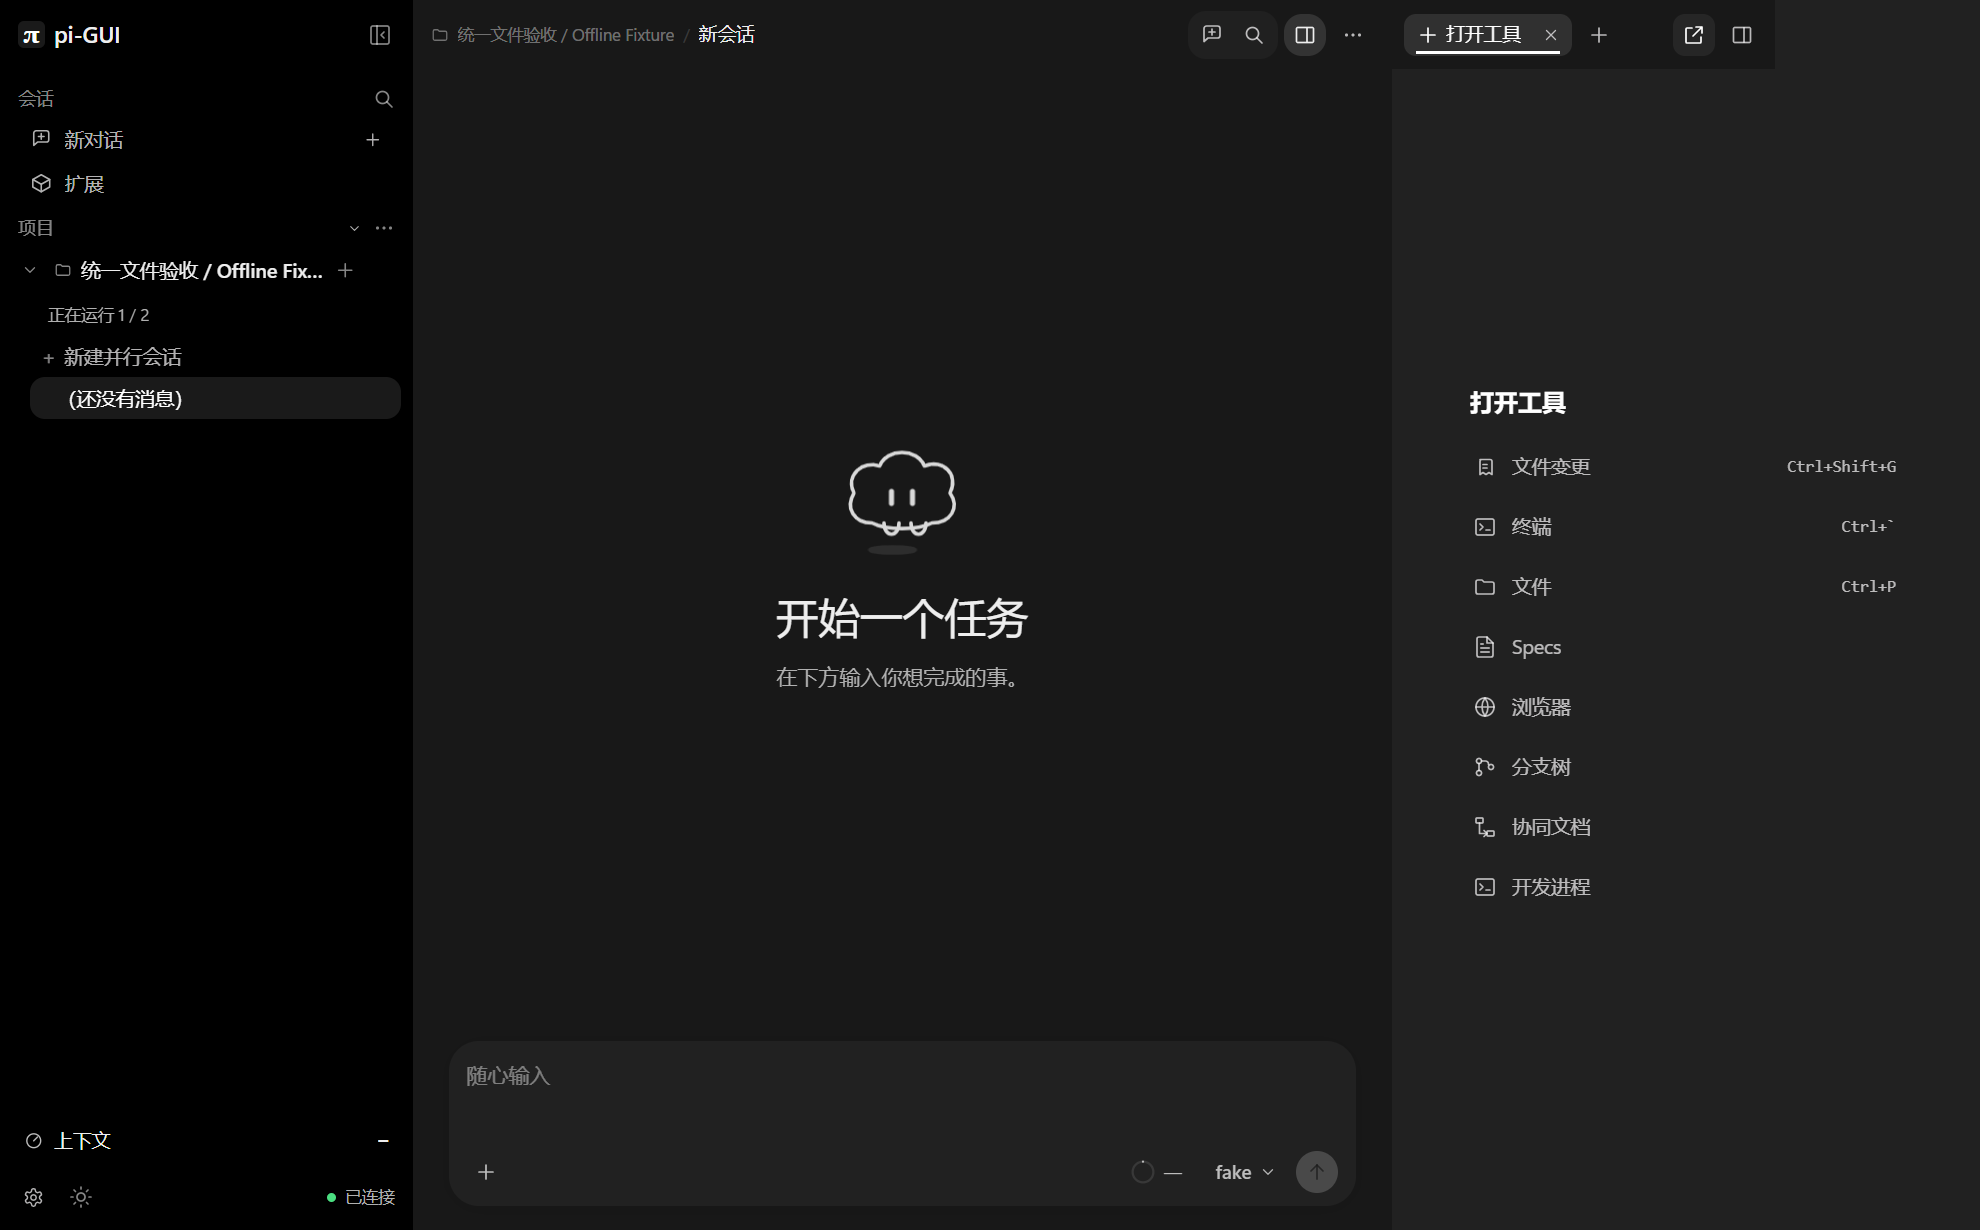 π pi-GUI
会话
新对话
扩展
项目
统一文件验收 / Offline Fix...
正在运行 1 / 2
+ 新建并行会话
(还没有消息)
上下文
已连接
统一文件验收 / Offline Fixture / 新会话
开始一个任务
在下方输入你想完成的事。
随心输入
— fake
打开工具
打开工具
文件变更 Ctrl+Shift+G
终端 Ctrl+`
文件 Ctrl+P
Specs
浏览器
分支树
协同文档
开发进程